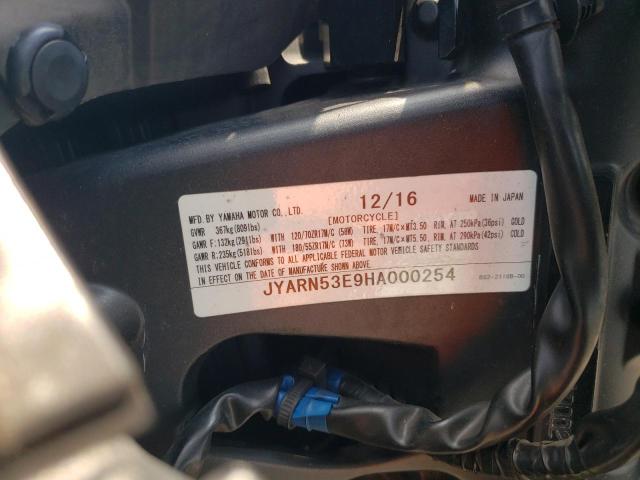 MFD. BY YAMAHA MOTOR CO., LTD. 12/16 MADE IN JAPAN
GVWR 367kg(809lbs) [MOTORCYCLE]
GAWR F:132kg(291lbs) WITH 120/70ZR17M/C (58W) TIRE, 17M/C×MT3.50 RIM, AT 250kPa(36psi) COLD
GAWR R:235kg(518lbs) WITH 180/55ZR17M/C (73W) TIRE, 17M/C×MT5.50 RIM, AT 290kPa(42psi) COLD
THIS VEHICLE CONFORMS TO ALL APPLICABLE FEDERAL MOTOR VEHICLE SAFETY STANDARDS
IN EFFECT ON THE DATE OF MANUFACTURE SHOWN ABOVE.
JYARN53E9HA000254